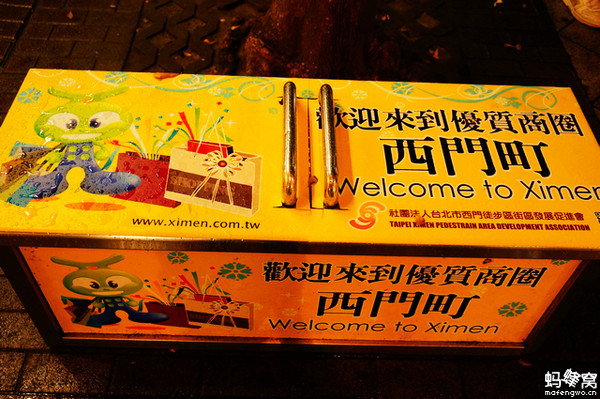 歡迎來到優質商圈
西門町
Welcome to Ximen
www.ximen.com.tw
社團法人台北市西門徒步區街區發展促進會
TAIPEI XIMEN PEDESTRAIN AREA DEVELOPMENT ASSOCIATION
歡迎來到優質商圈
西門町
Welcome to Ximen
蚂蜂窝
mafengwo.cn